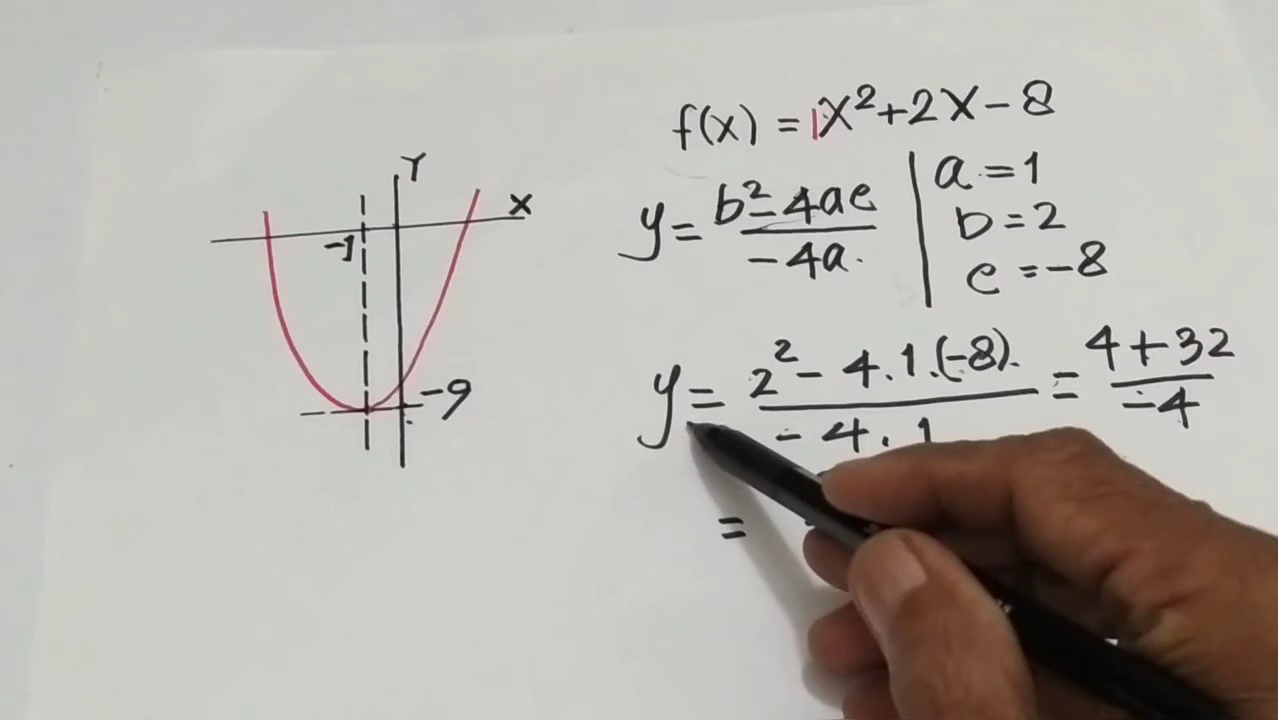 f(x) = 1x²+2x-8
y = b²-4ac / -4a.
a = 1
b = 2
c = -8
y = 2² - 4.1.(-8). / -4.1 = 4+32 / -4
=
Y
X
-1
-9